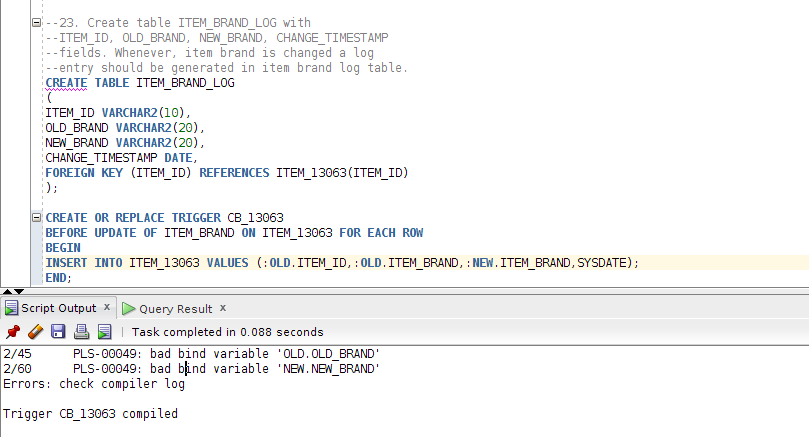 --23. Create table ITEM_BRAND_LOG with
--ITEM_ID, OLD_BRAND, NEW_BRAND, CHANGE_TIMESTAMP
--fields. Whenever, item brand is changed a log
--entry should be generated in item brand log table.
CREATE TABLE ITEM_BRAND_LOG
(
ITEM_ID VARCHAR2(10),
OLD_BRAND VARCHAR2(20),
NEW_BRAND VARCHAR2(20),
CHANGE_TIMESTAMP DATE,
FOREIGN KEY (ITEM_ID) REFERENCES ITEM_13063(ITEM_ID)
);
CREATE OR REPLACE TRIGGER CB_13063
BEFORE UPDATE OF ITEM_BRAND ON ITEM_13063 FOR EACH ROW
BEGIN
INSERT INTO ITEM_13063 VALUES (:OLD.ITEM_ID,:OLD.ITEM_BRAND,:NEW.ITEM_BRAND,SYSDATE);
END;
Script Output x Query Result x
Task completed in 0.088 seconds
2/45 PLS-00049: bad bind variable 'OLD.OLD_BRAND'
2/60 PLS-00049: bad bind variable 'NEW.NEW_BRAND'
Errors: check compiler log
Trigger CB_13063 compiled